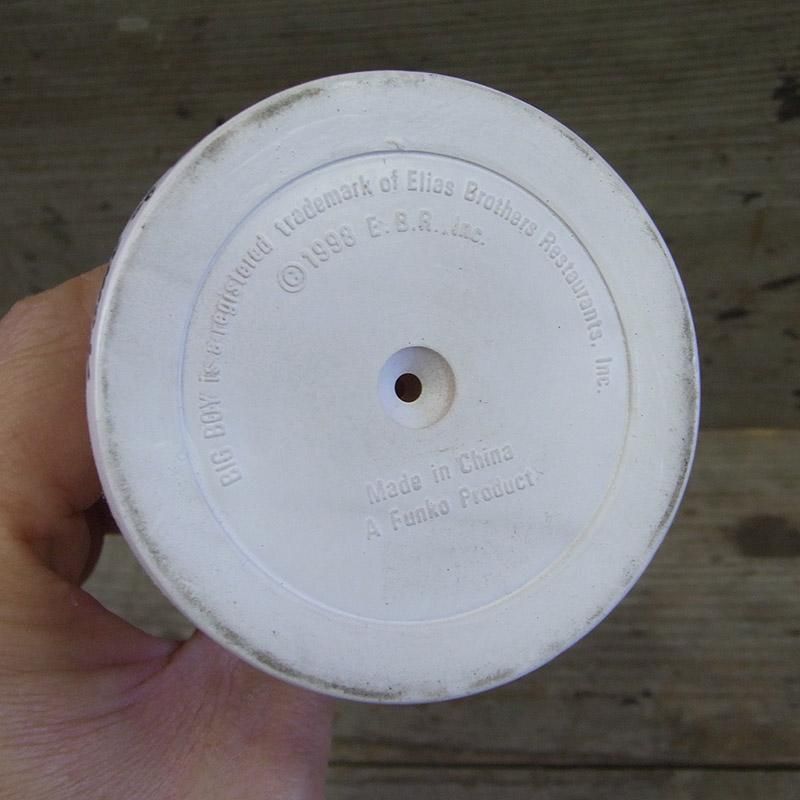 BIG BOY is a registered trademark of Elias Brothers Restaurants, Inc.
© 1998 E.B.R., Inc.
Made in China
A Funko Product